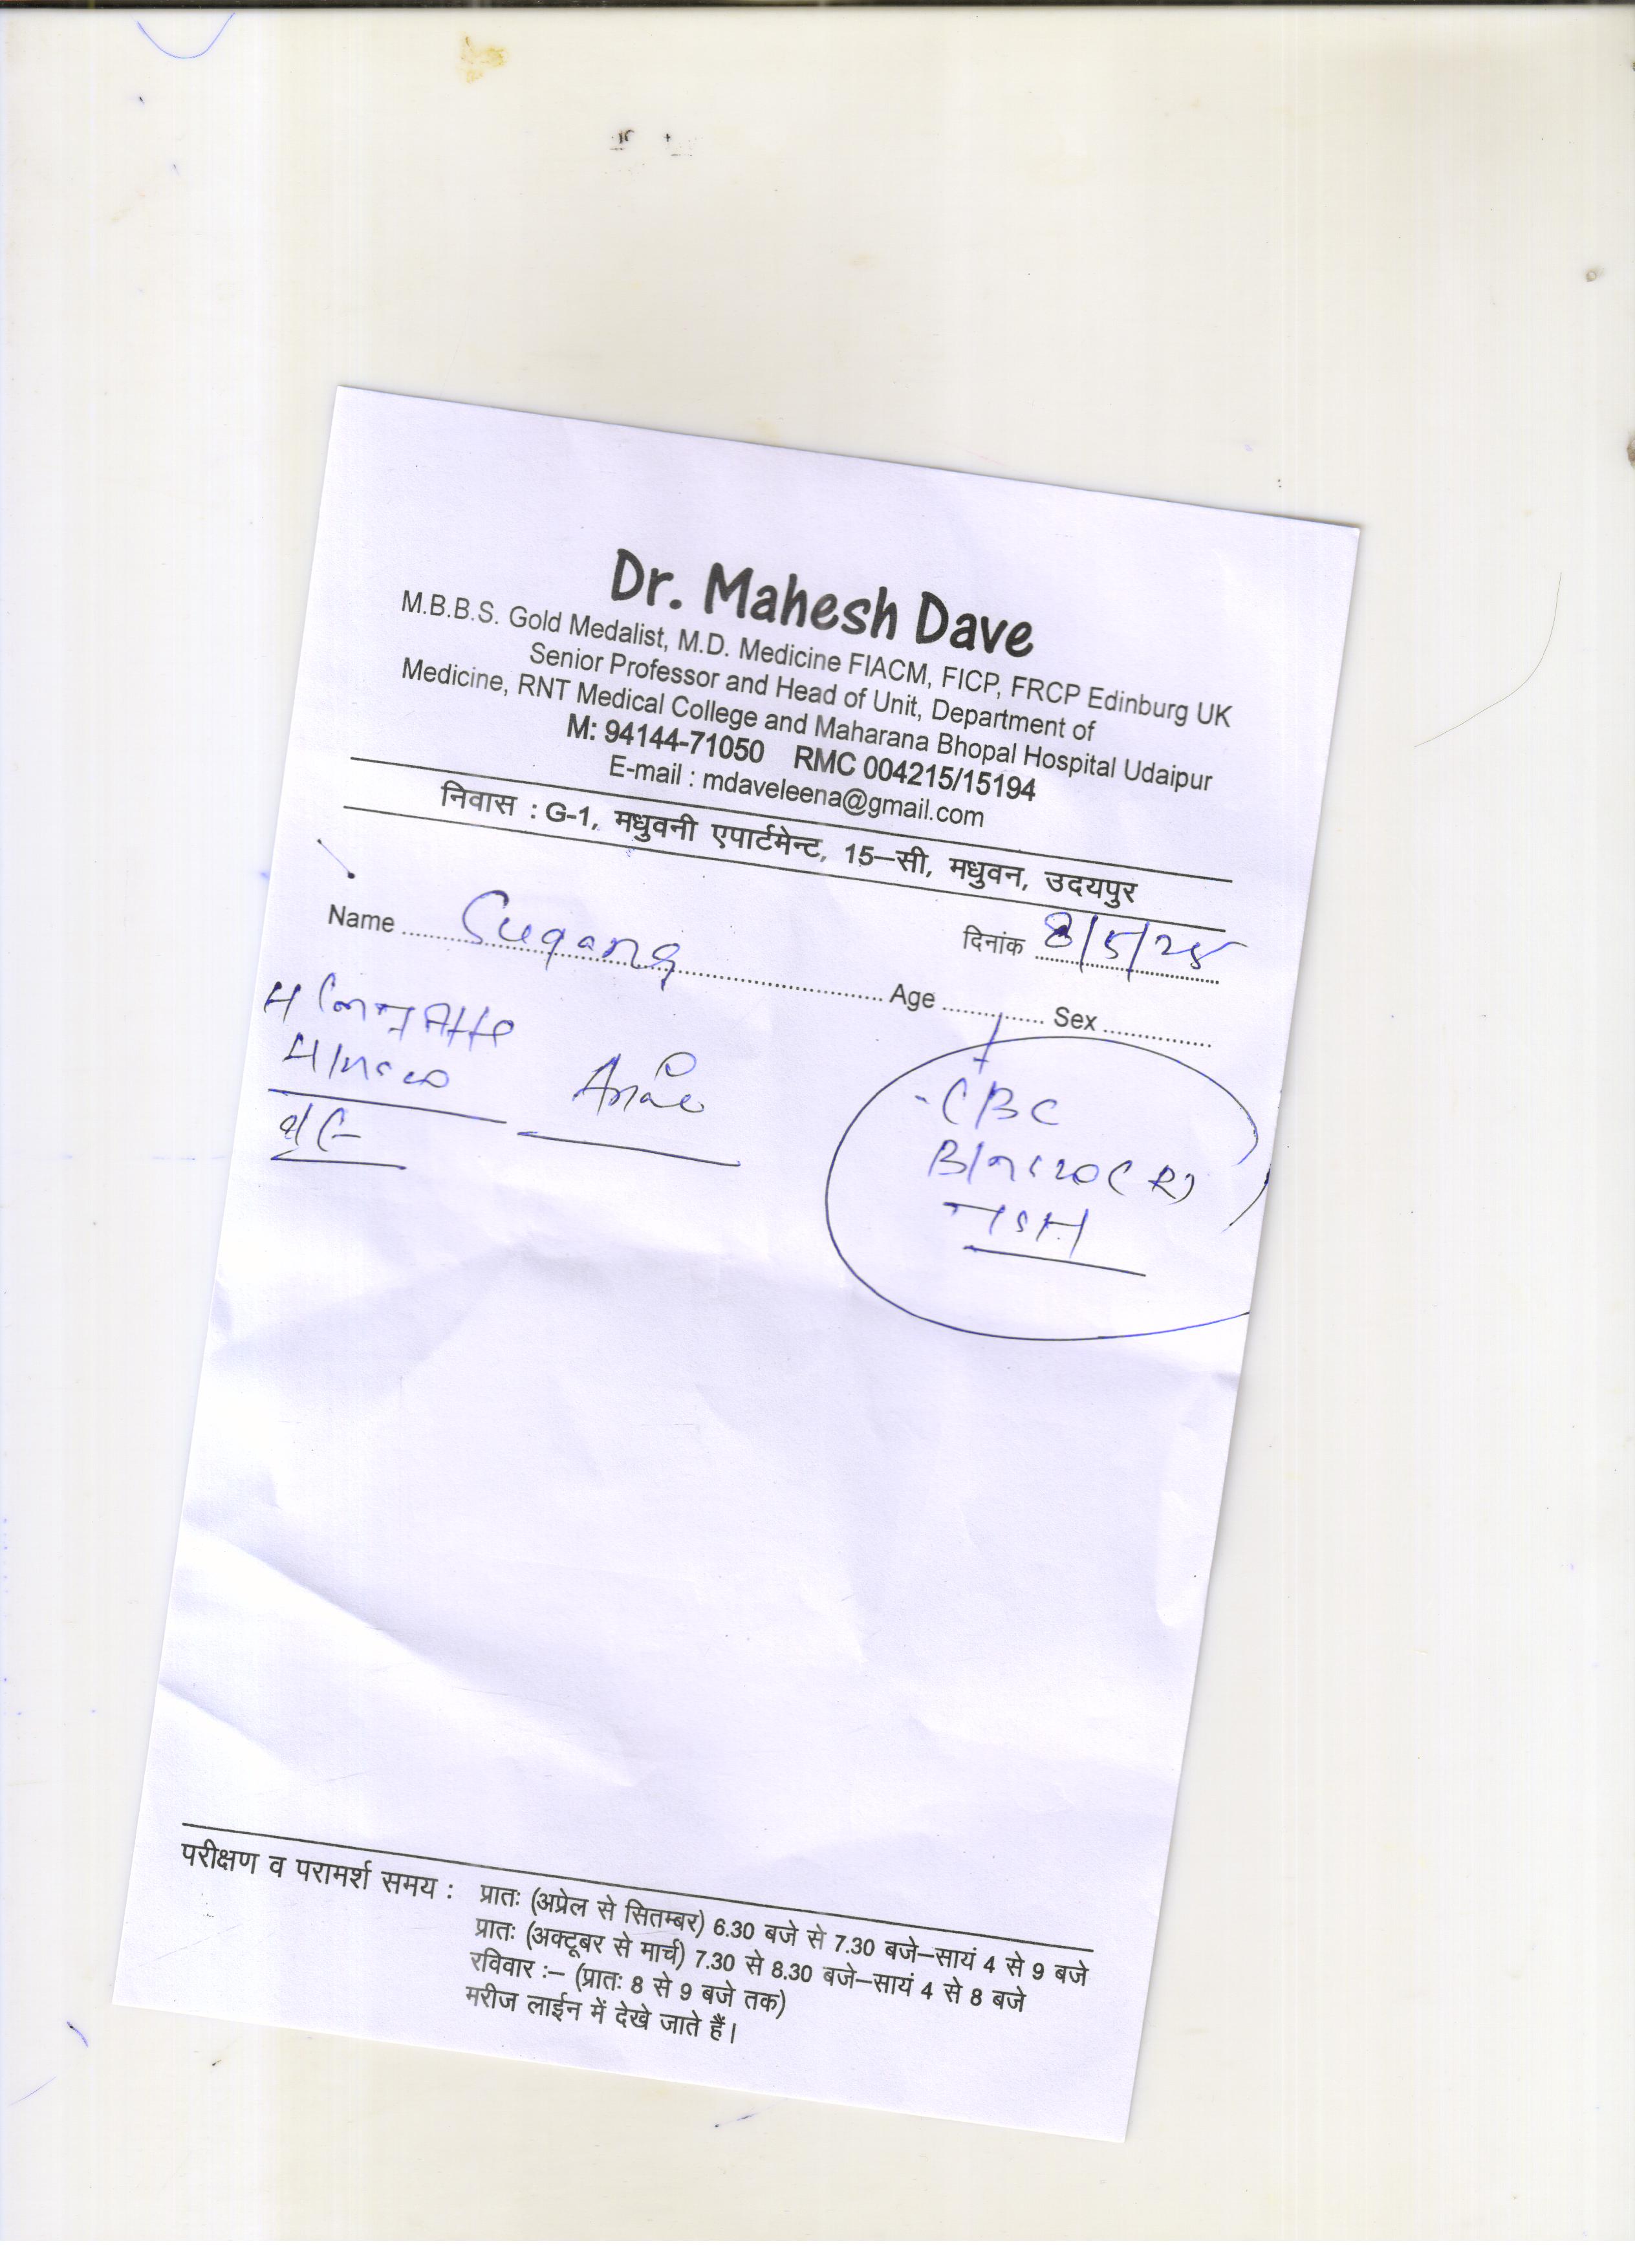 Dr. Mahesh Dave
M.B.B.S. Gold Medalist, M.D. Medicine FIACM, FICP, FRCP Edinburg UK
Senior Professor and Head of Unit, Department of
Medicine, RNT Medical College and Maharana Bhopal Hospital Udaipur
M: 94144-71050 RMC 004215/15194
E-mail : mdaveleena@gmail.com
निवास : G-1, मधुवनी एपार्टमेन्ट, 15–सी, मधुवन, उदयपुर
दिनांक 8/5/25
Name
Age Sex
CBC
TSH
परीक्षण व परामर्श समय : प्रातः (अप्रेल से सितम्बर) 6.30 बजे से 7.30 बजे–सायं 4 से 9 बजे
प्रातः (अक्टूबर से मार्च) 7.30 से 8.30 बजे–सायं 4 से 8 बजे
रविवार :– (प्रातः 8 से 9 बजे तक)
मरीज लाईन में देखे जाते हैं।